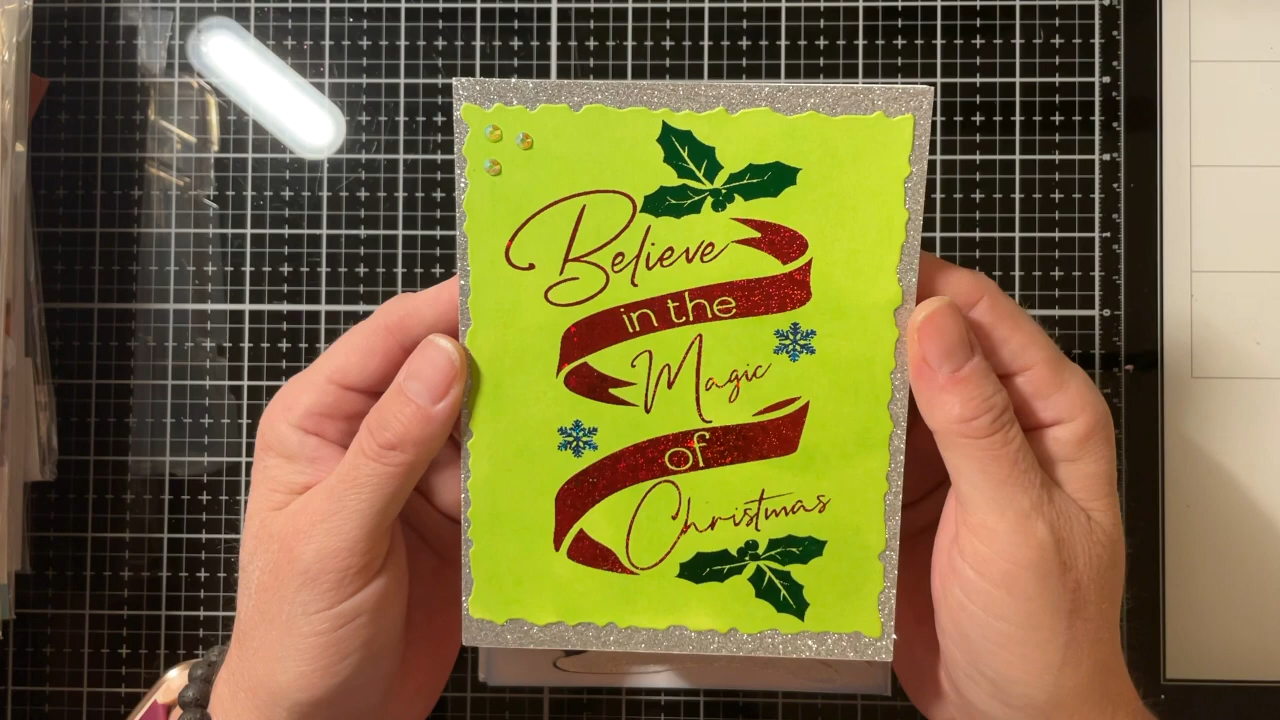 Believe
in the
Magic
of
Christmas